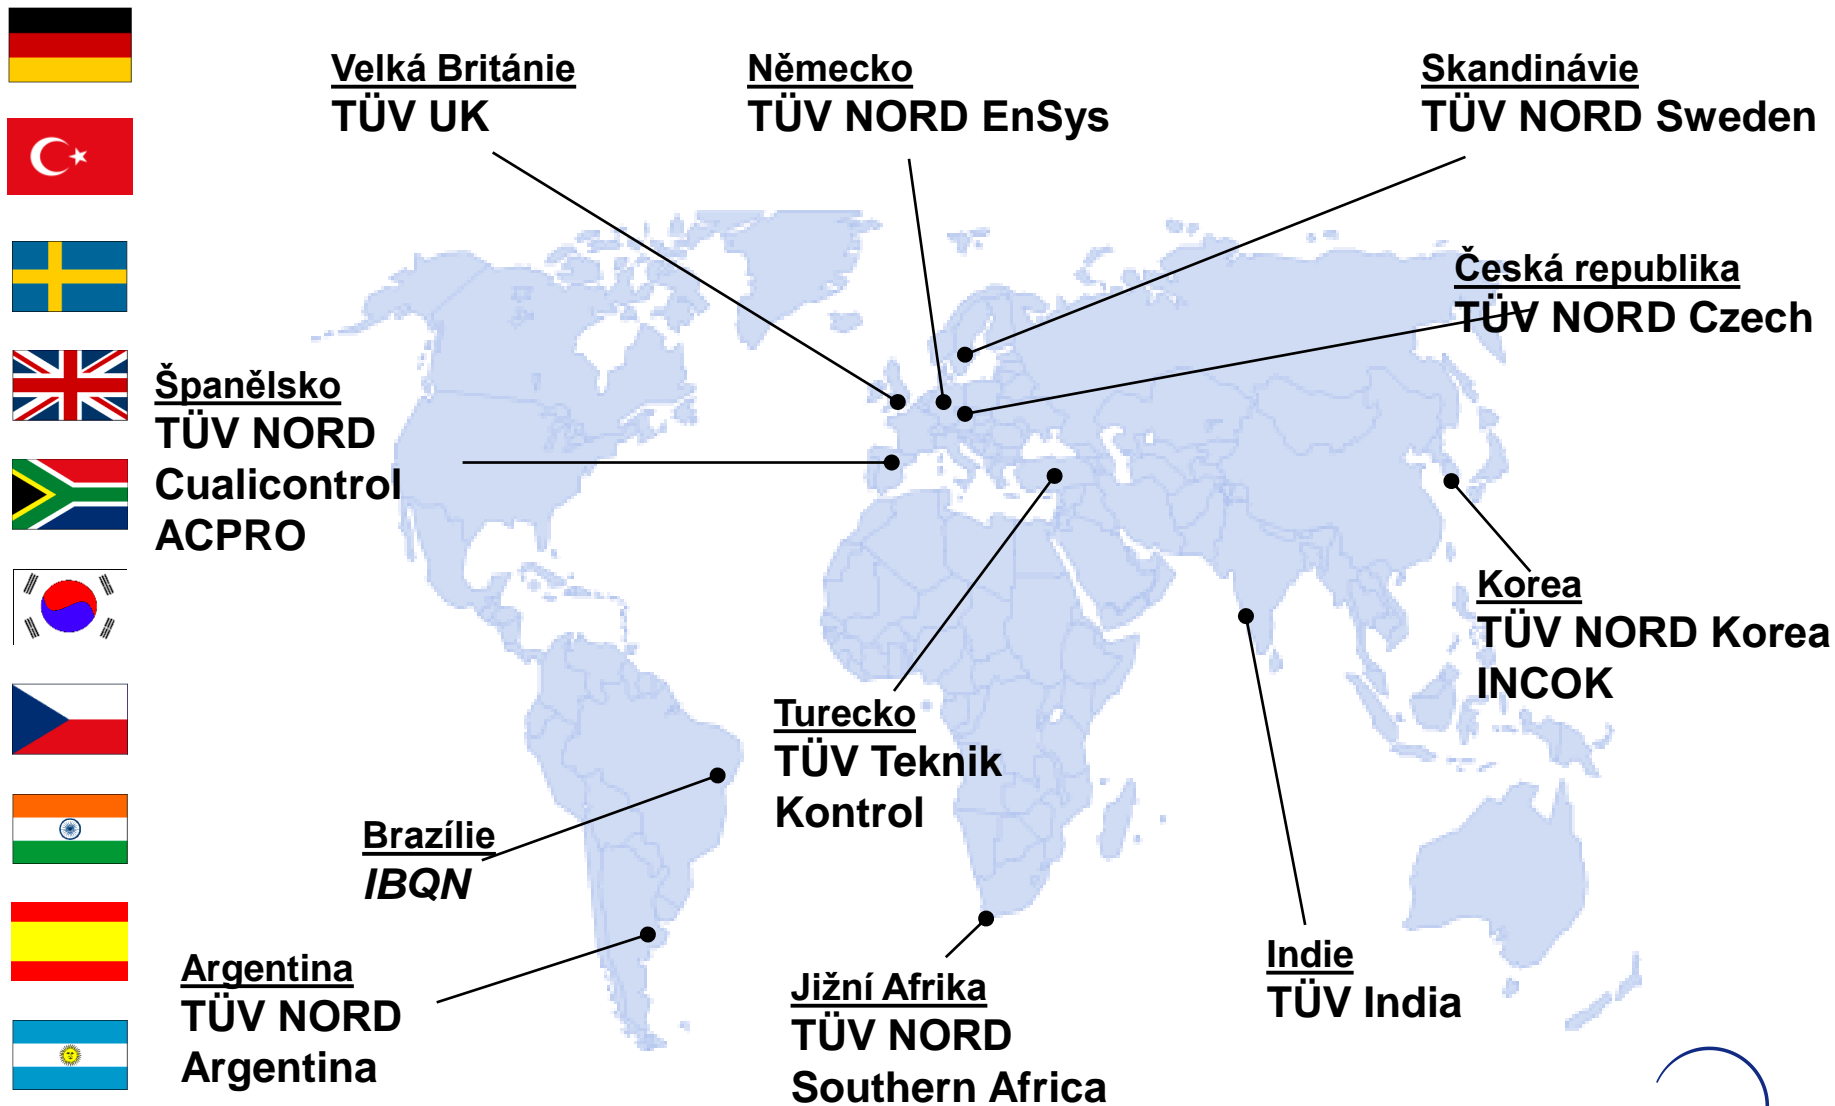 Velká Británie
TÜV UK
Německo
TÜV NORD EnSys
Skandinávie
TÜV NORD Sweden
Česká republika
TÜV NORD Czech
Španělsko
TÜV NORD
Cualicontrol
ACPRO
Korea
TÜV NORD Korea
INCOK
Turecko
TÜV Teknik
Kontrol
Brazílie
IBQN
Argentina
TÜV NORD
Argentina
Jižní Afrika
TÜV NORD
Southern Africa
Indie
TÜV India